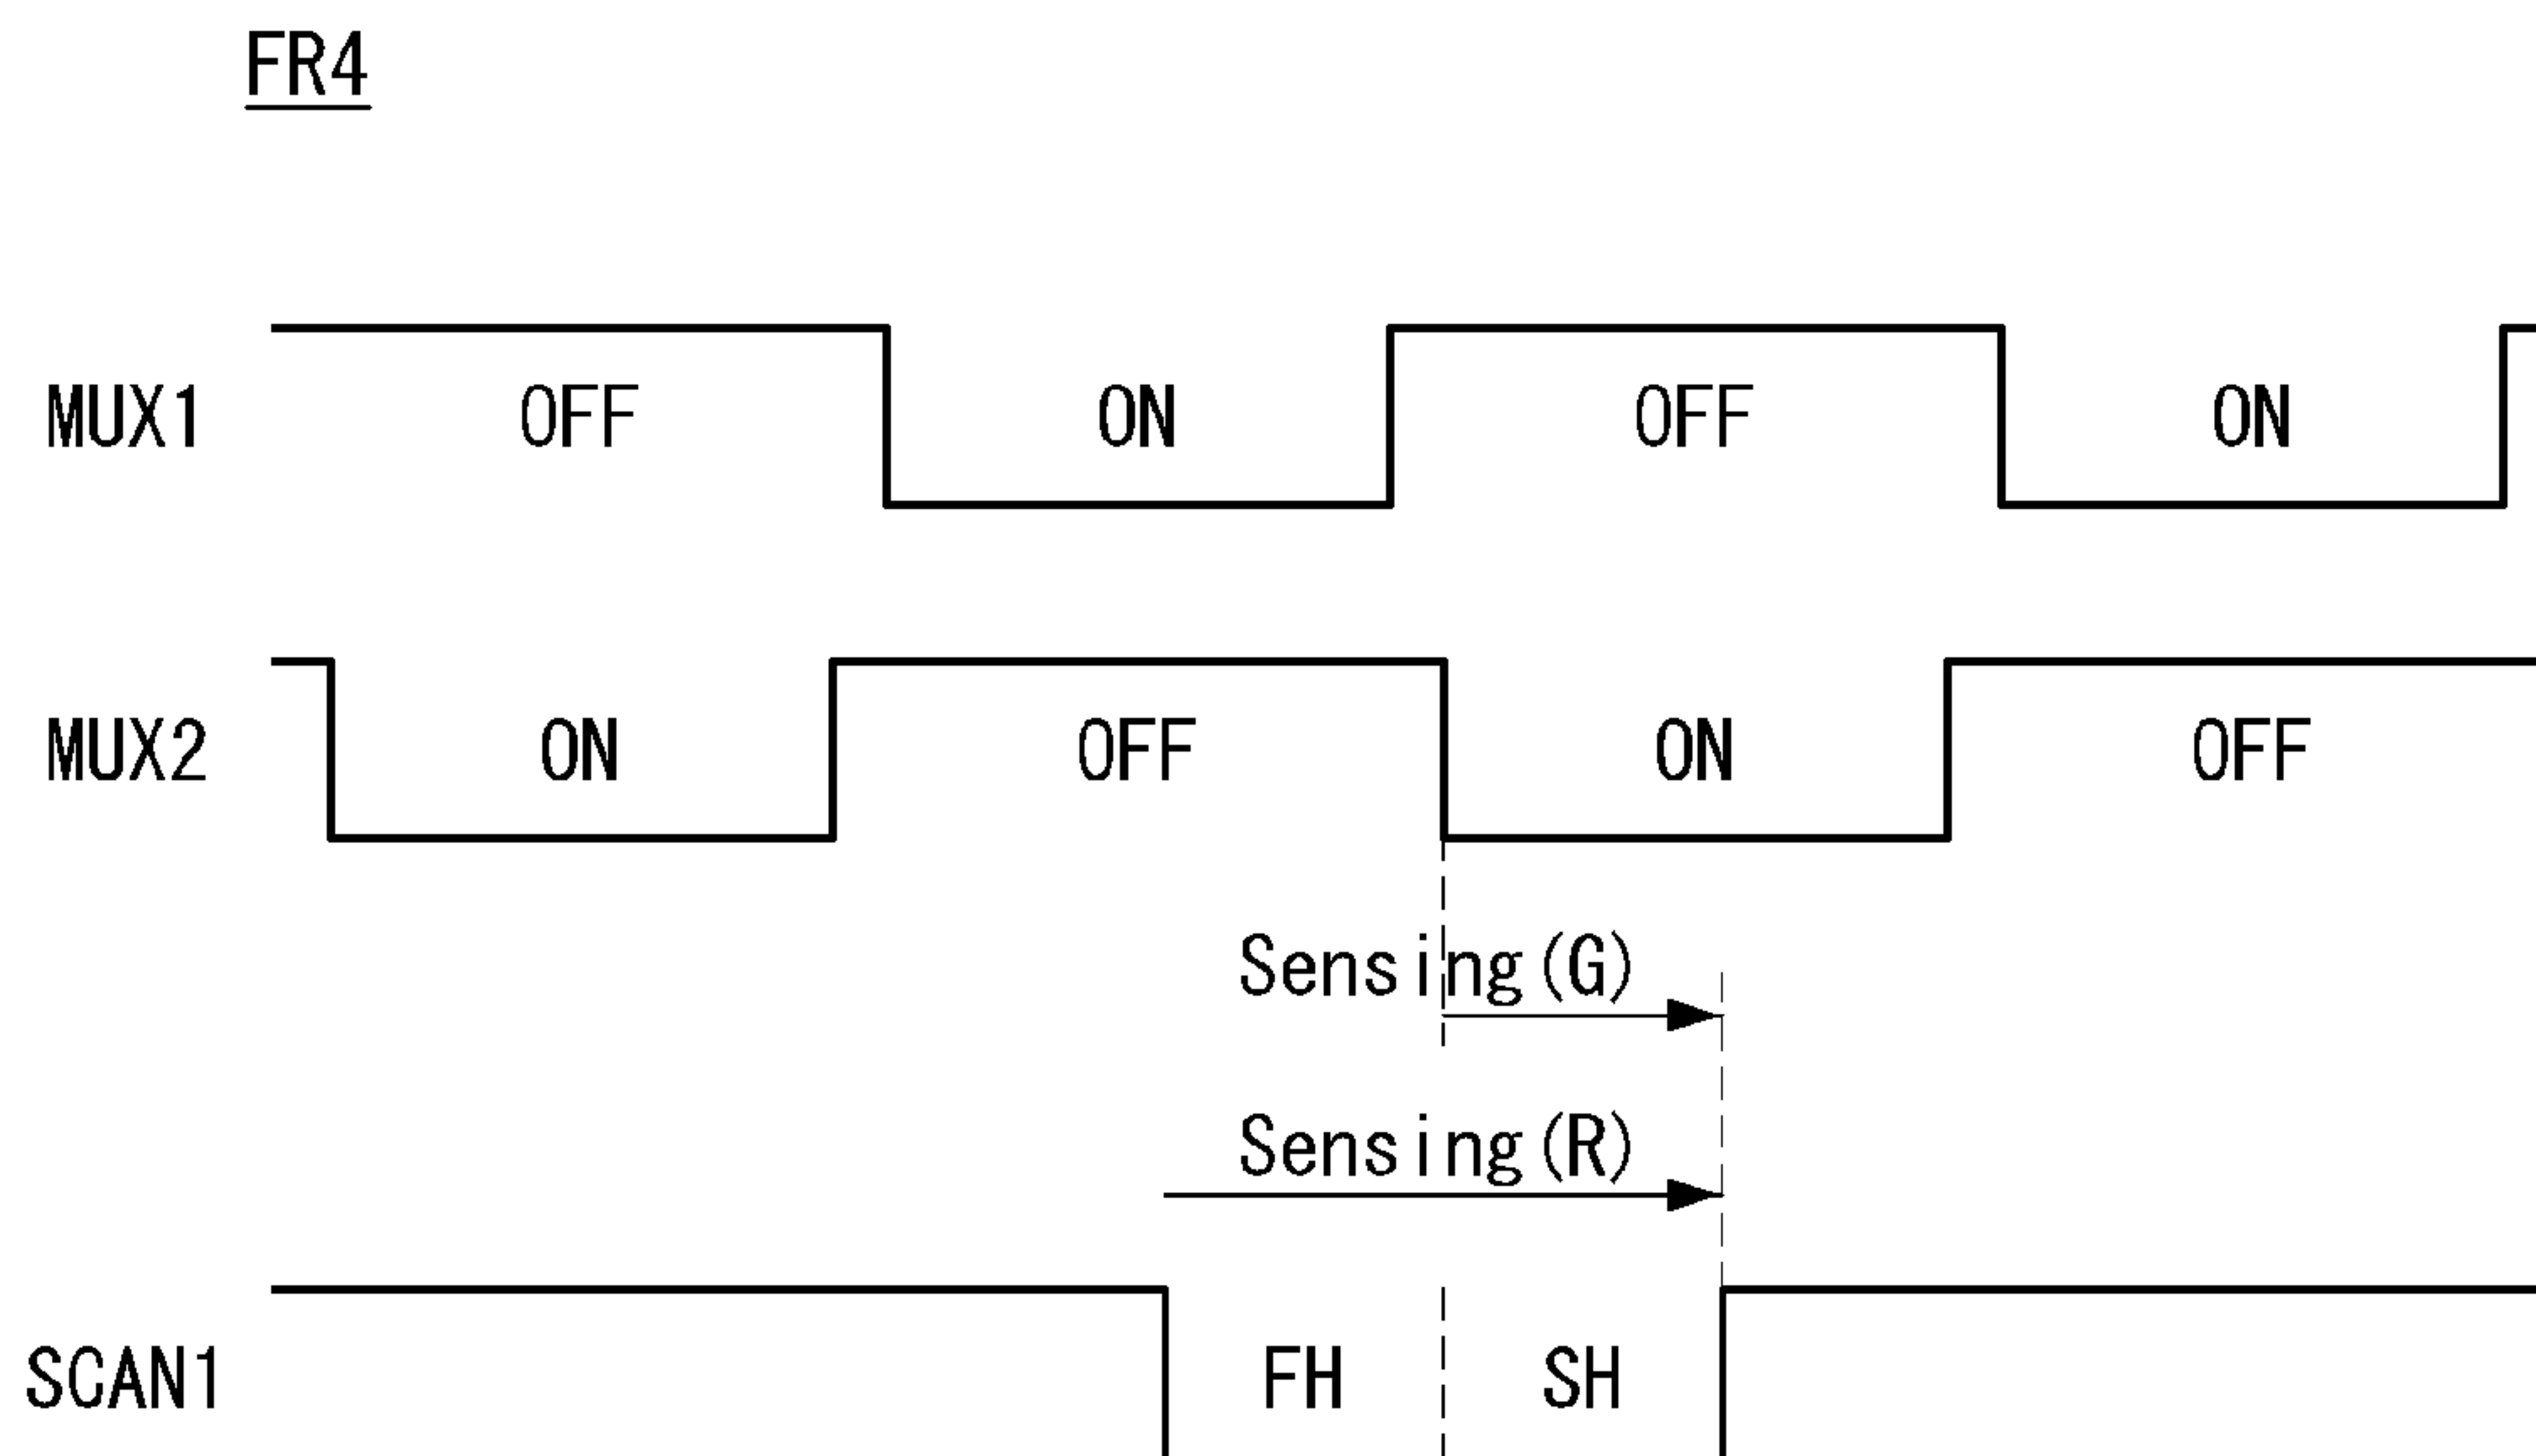 FR4
MUX1 OFF ON OFF ON
MUX2 ON OFF ON OFF
Sensing(G)
Sensing(R)
SCAN1 FH SH